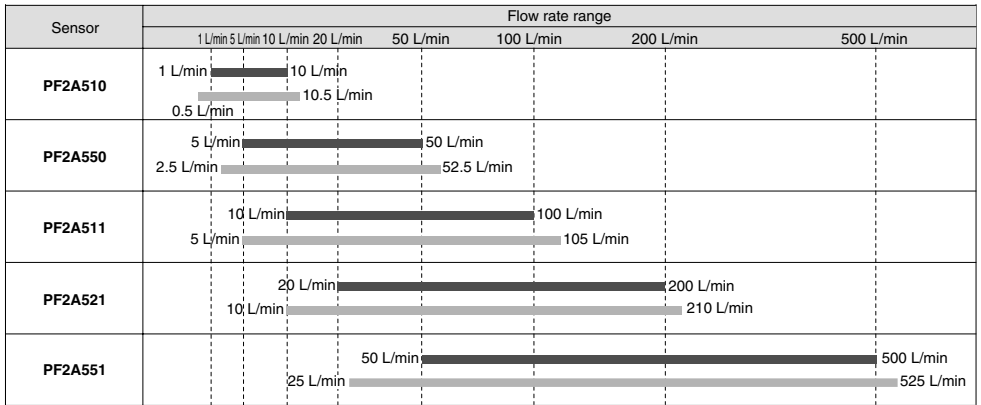 Sensor
Flow rate range
1 L/min 5 L/min 10 L/min 20 L/min 50 L/min 100 L/min 200 L/min 500 L/min
PF2A510
1 L/min 10 L/min
10.5 L/min
0.5 L/min
PF2A550
5 L/min 50 L/min
2.5 L/min 52.5 L/min
PF2A511
10 L/min 100 L/min
5 L/min 105 L/min
PF2A521
20 L/min 200 L/min
10 L/min 210 L/min
PF2A551
50 L/min 500 L/min
25 L/min 525 L/min